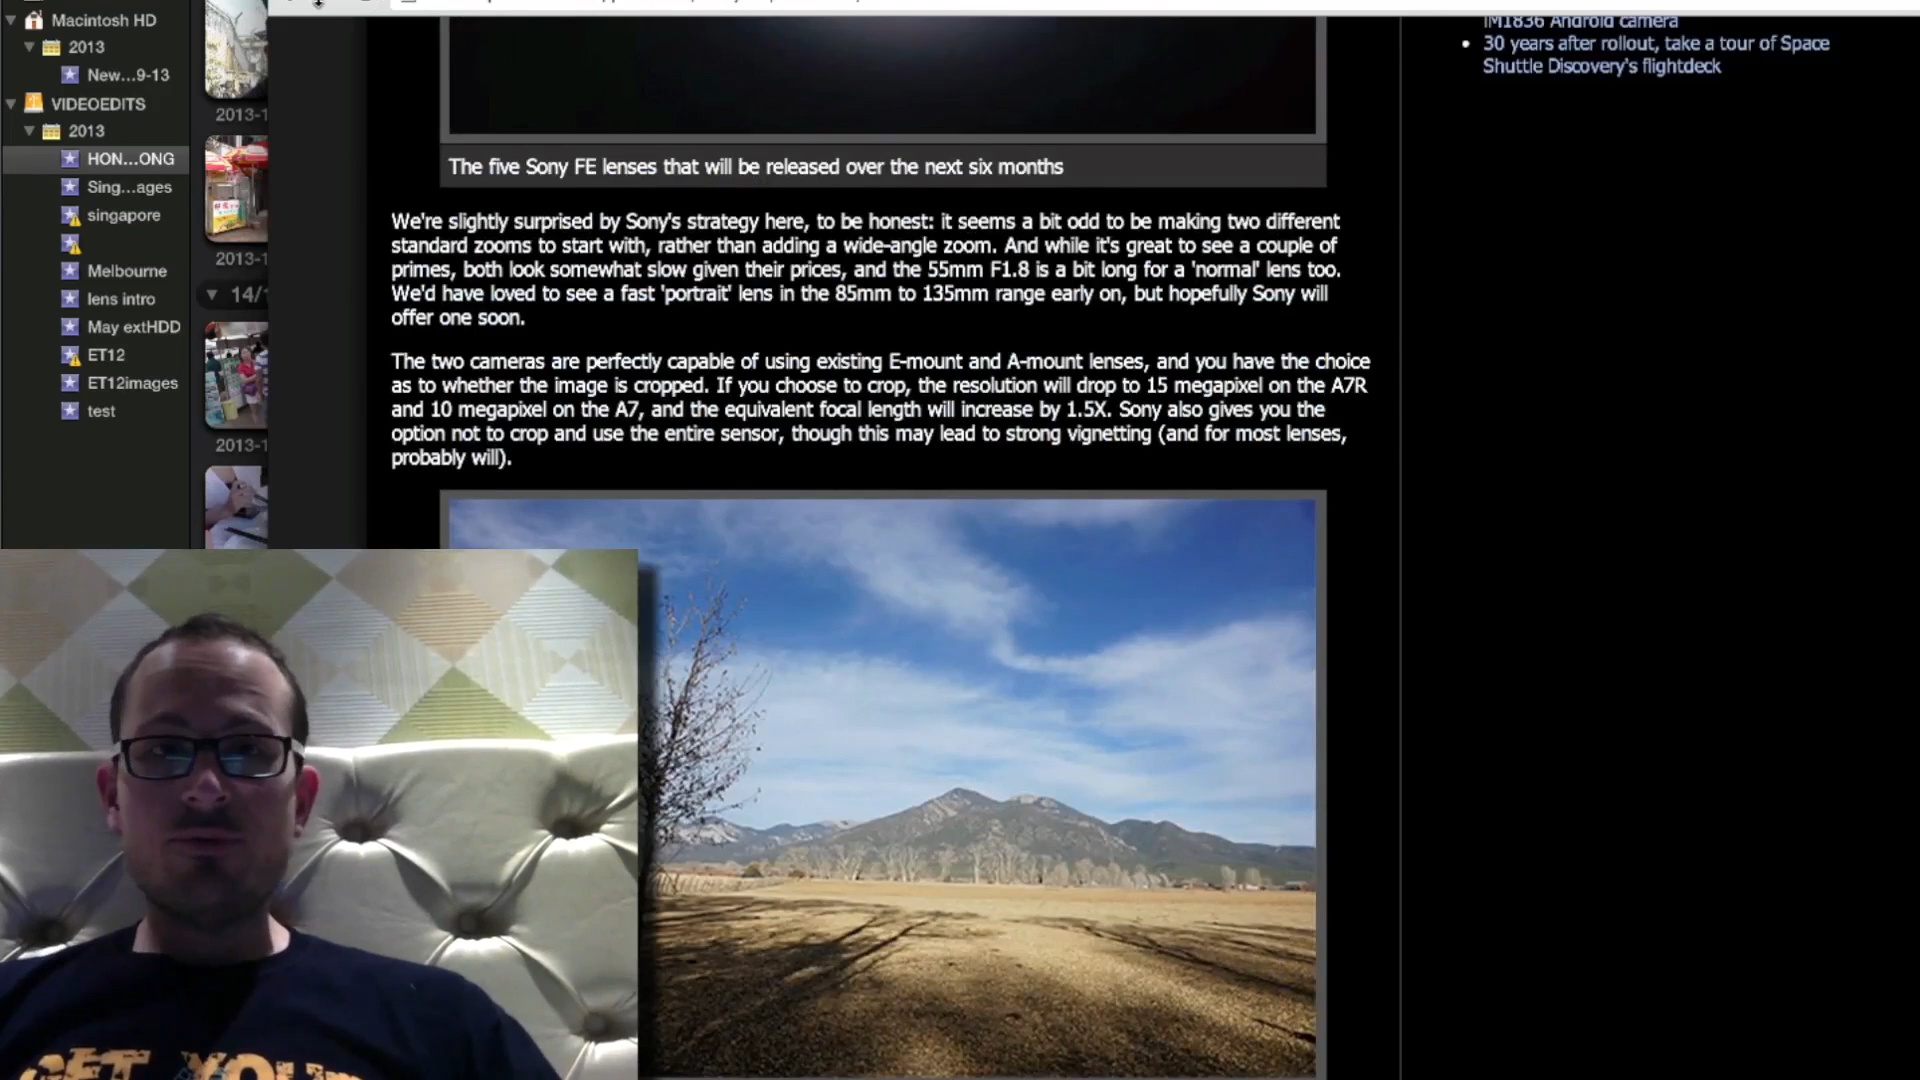 Macintosh HD
2013
New...9-13
VIDEOEDITS
2013
HON...ONG
Sing...ages
singapore
Melbourne
lens intro
May extHDD
ET12
ET12images
test
2013-1
2013-1
14/
2013-1
The five Sony FE lenses that will be released over the next six months
We're slightly surprised by Sony's strategy here, to be honest: it seems a bit odd to be making two different
standard zooms to start with, rather than adding a wide-angle zoom. And while it's great to see a couple of
primes, both look somewhat slow given their prices, and the 55mm F1.8 is a bit long for a 'normal' lens too.
We'd have loved to see a fast 'portrait' lens in the 85mm to 135mm range early on, but hopefully Sony will
offer one soon.
The two cameras are perfectly capable of using existing E-mount and A-mount lenses, and you have the choice
as to whether the image is cropped. If you choose to crop, the resolution will drop to 15 megapixel on the A7R
and 10 megapixel on the A7, and the equivalent focal length will increase by 1.5X. Sony also gives you the
option not to crop and use the entire sensor, though this may lead to strong vignetting (and for most lenses,
probably will).
iM1836 Android camera
30 years after rollout, take a tour of Space
Shuttle Discovery's flightdeck
GET YOUR